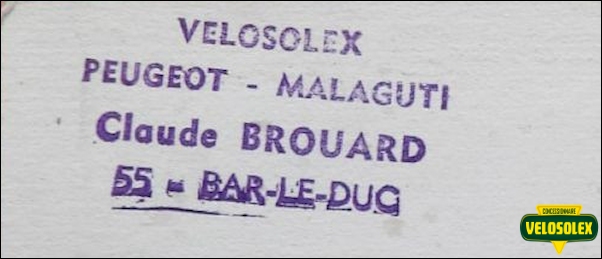 VELOSOLEX
PEUGEOT - MALAGUTI
Claude BROUARD
55 - BAR-LE-DUC
CONCESSIONNAIRE
VELOSOLEX